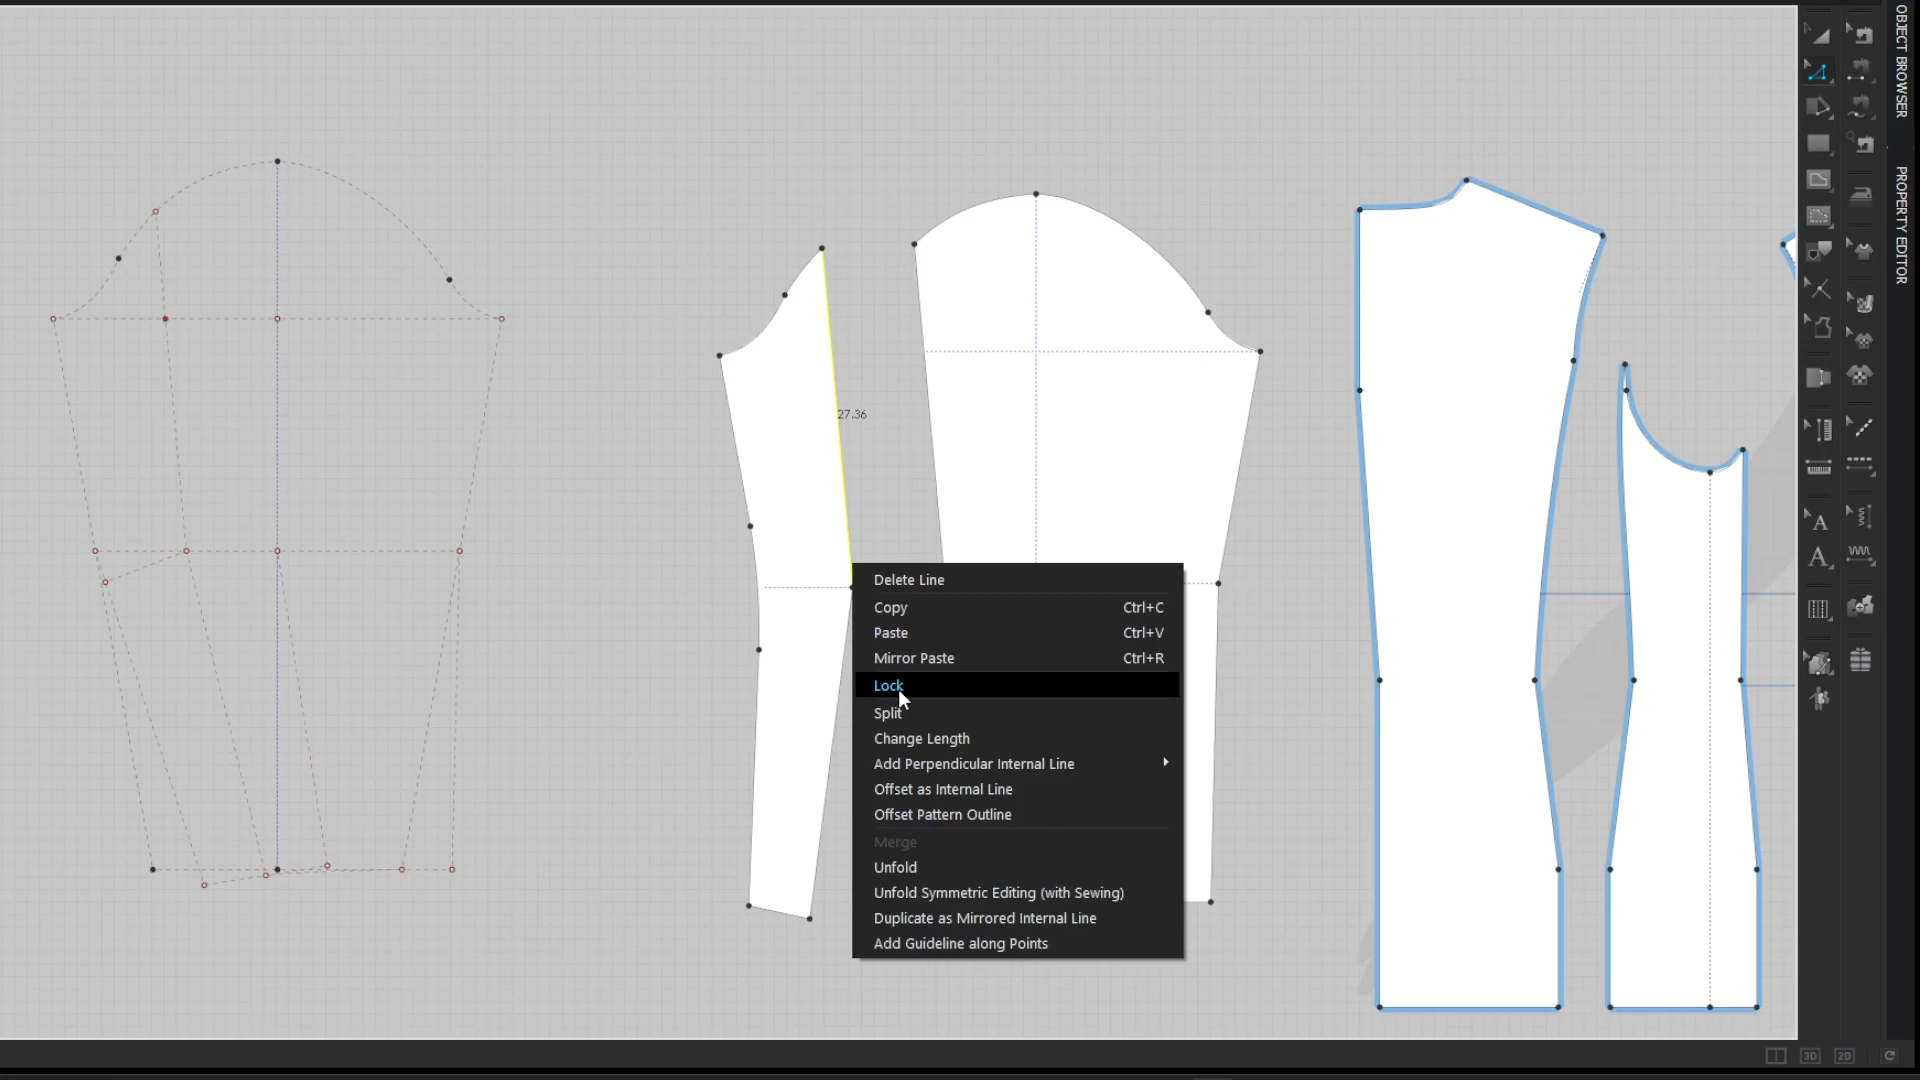 OBJECT BROWSER
PROPERTY EDITOR
27.36
Delete Line
Copy Ctrl+C
Paste Ctrl+V
Mirror Paste Ctrl+R
Lock
Split
Change Length
Add Perpendicular Internal Line
Offset as Internal Line
Offset Pattern Outline
Merge
Unfold
Unfold Symmetric Editing (with Sewing)
Duplicate as Mirrored Internal Line
Add Guideline along Points
A
A
3D 2D